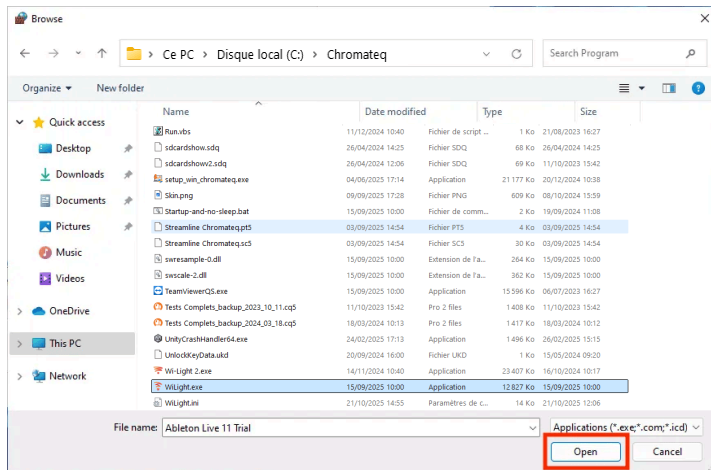 Browse
Ce PC > Disque local (C:) > Chromateq
Search Program
Organize New folder
Name Date modified Type Size
Quick access
Desktop
Downloads
Documents
Pictures
Music
Videos
OneDrive
This PC
Network
Run.vbs 11/12/2024 10:40 Fichier de script ... 1 Ko 21/08/2023 16:27
sdcardshow.sdq 26/04/2024 14:25 Fichier SDQ 68 Ko 26/04/2024 14:25
sdcardshowv2.sdq 26/04/2024 12:06 Fichier SDQ 69 Ko 11/10/2023 15:42
setup_win_chromateq.exe 04/06/2025 17:14 Application 21 177 Ko 20/12/2024 10:38
Skin.png 09/09/2025 17:28 Fichier PNG 609 Ko 08/10/2024 15:59
Startup-and-no-sleep.bat 15/09/2025 10:00 Fichier de comm... 2 Ko 19/09/2024 11:08
Streamline Chromateq.pt5 03/09/2025 14:54 Fichier PT5 4 Ko 03/09/2025 14:54
Streamline Chromateq.sc5 03/09/2025 14:54 Fichier SC5 30 Ko 03/09/2025 14:54
swresample-0.dll 15/09/2025 10:00 Extension de l'a... 264 Ko 15/09/2025 10:00
swscale-2.dll 15/09/2025 10:00 Extension de l'a... 362 Ko 15/09/2025 10:00
TeamViewerQS.exe 15/09/2025 10:00 Application 15 596 Ko 06/07/2023 16:27
Tests Complets_backup_2023_10_11.cq5 11/10/2023 15:42 Pro 2 files 1 408 Ko 11/10/2023 15:42
Tests Complets_backup_2024_03_18.cq5 18/03/2024 10:13 Pro 2 files 1 417 Ko 18/03/2024 10:12
UnityCrashHandler64.exe 24/02/2025 17:13 Application 1 496 Ko 26/02/2025 15:15
UnlockKeyData.ukd 20/09/2024 16:00 Fichier UKD 1 Ko 15/05/2024 09:20
Wi-Light 2.exe 14/11/2024 10:40 Application 23 407 Ko 16/10/2024 10:17
WiLight.exe 15/09/2025 10:00 Application 12 827 Ko 15/09/2025 10:00
WiLight.ini 21/10/2025 14:55 Paramètres de c... 14 Ko 21/10/2025 12:06
File name: Ableton Live 11 Trial Applications (*.exe;*.com;*.icd)
Open Cancel